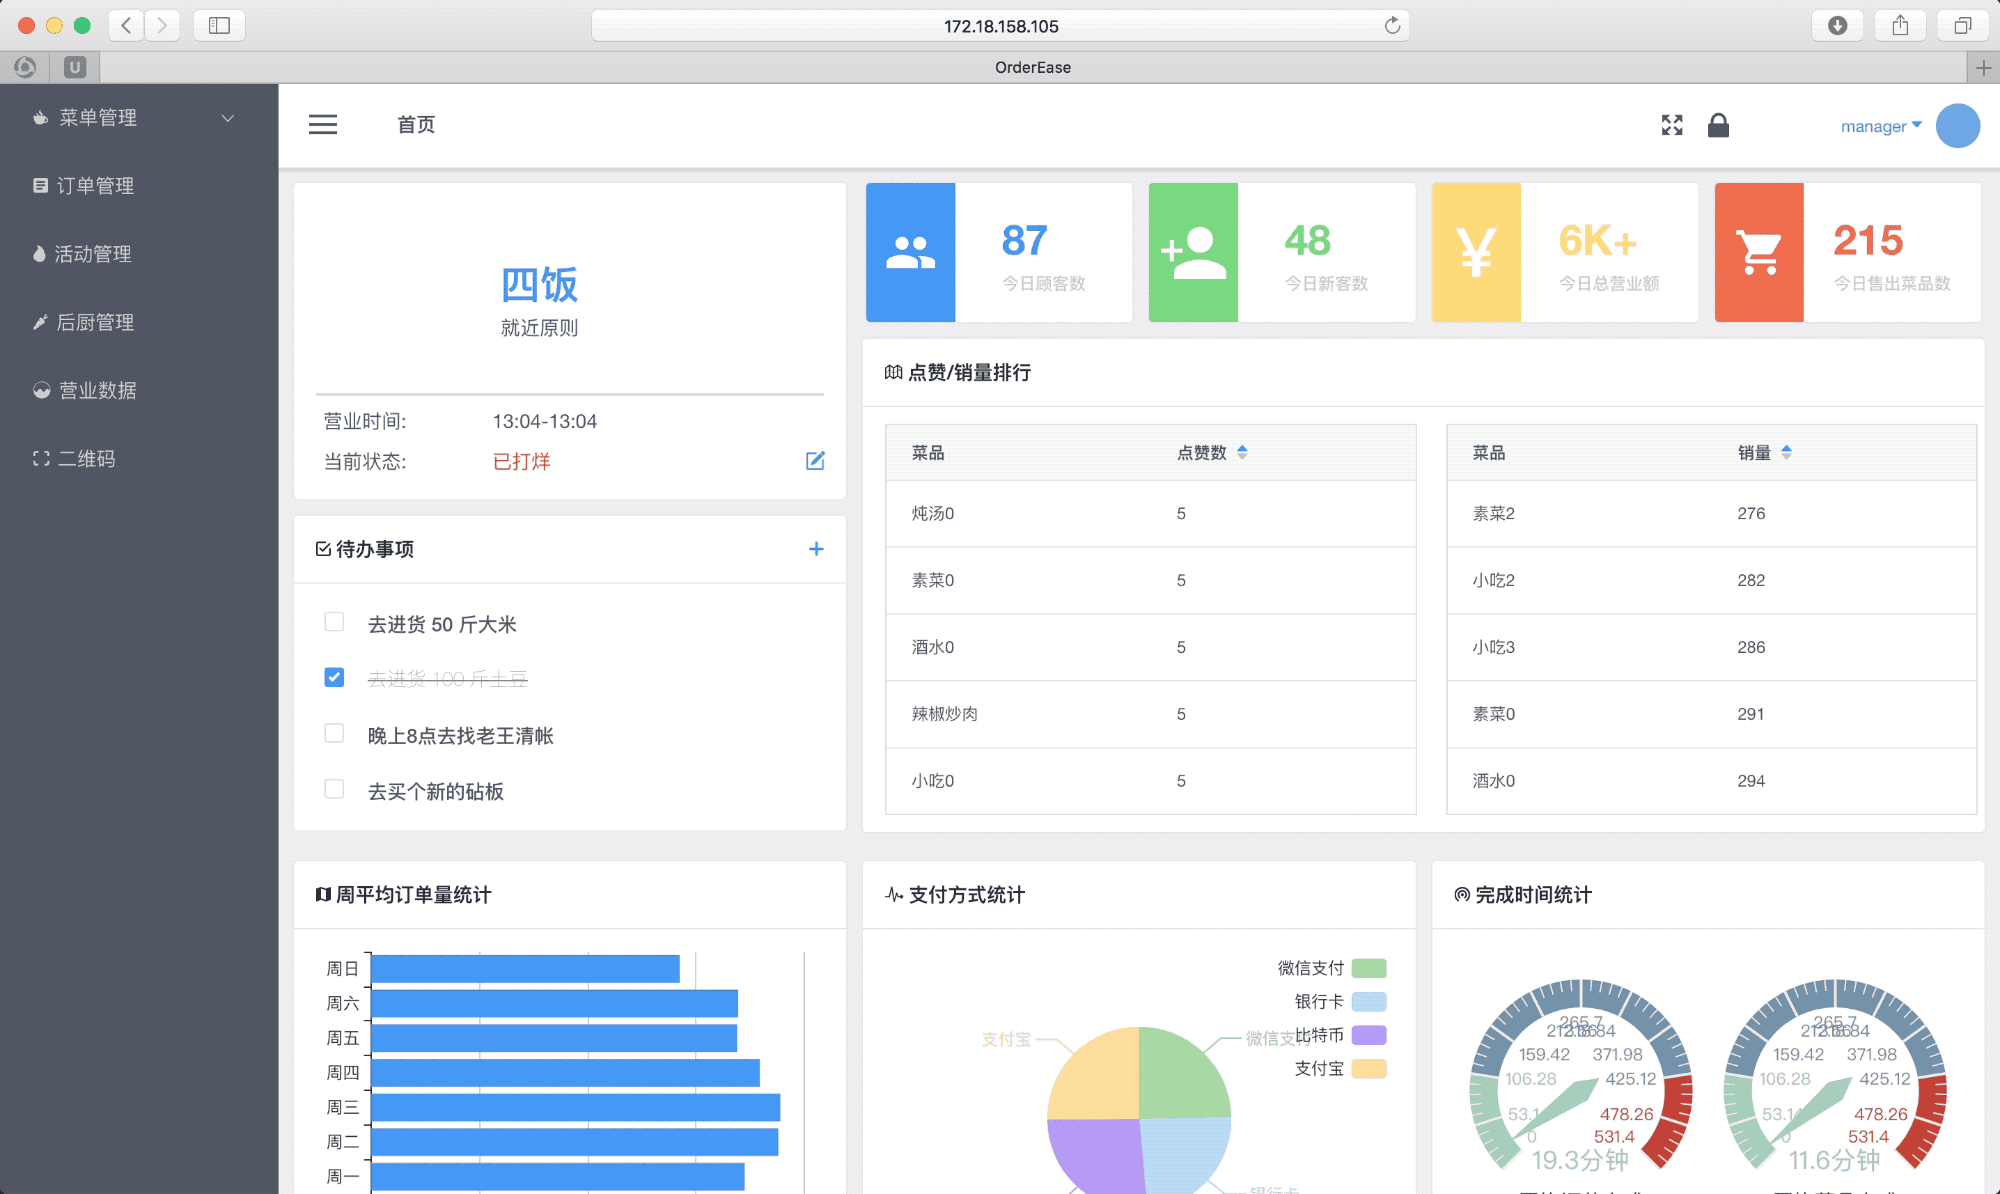 172.18.158.105
U
OrderEase
菜单管理
订单管理
活动管理
后厨管理
营业数据
二维码
首页
manager
四饭
就近原则
营业时间: 13:04-13:04
当前状态: 已打烊
87
今日顾客数
48
今日新客数
¥
6K+
今日总营业额
215
今日售出菜品数
点赞/销量排行
菜品 点赞数
炖汤0 5
素菜0 5
酒水0 5
辣椒炒肉 5
小吃0 5
菜品 销量
素菜2 276
小吃2 282
小吃3 286
素菜0 291
酒水0 294
待办事项
去进货 50 斤大米
去进货 100 斤土豆
晚上8点去找老王清帐
去买个新的砧板
周平均订单量统计
周日
周六
周五
周四
周三
周二
周一
支付方式统计
微信支付
银行卡
比特币
支付宝
支付宝
微信支付
银行卡
完成时间统计
265.7
159.42 371.98
106.28 425.12
478.26
0 531.4
19.3分钟
265.7
159.42 371.98
106.28 425.12
53.14 478.26
0 531.4
11.6分钟